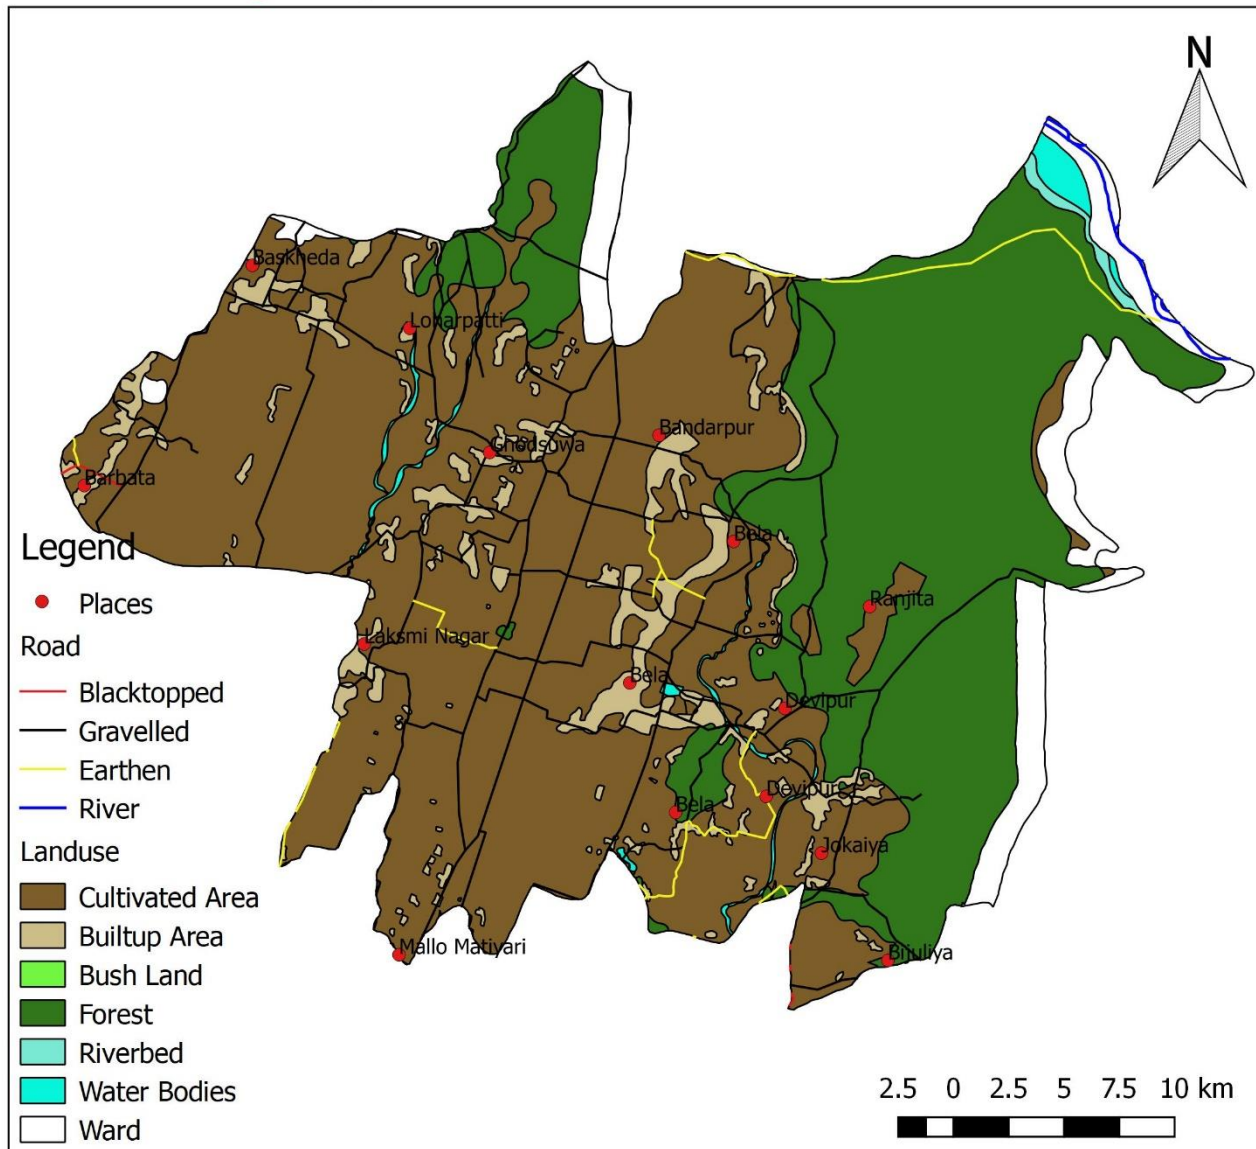 N
Baskheda
Loharpatti
Bandarpur
Ghodsuwa
Barbata
Bela
Ranjita
Laksmi Nagar
Bela
Devipur
Devipur
Bela
Jokaiya
Mallo Matiyari
Bijuliya
Legend
Places
Road
Blacktopped
Gravelled
Earthen
River
Landuse
Cultivated Area
Builtup Area
Bush Land
Forest
Riverbed
Water Bodies
Ward
2.5 0 2.5 5 7.5 10 km